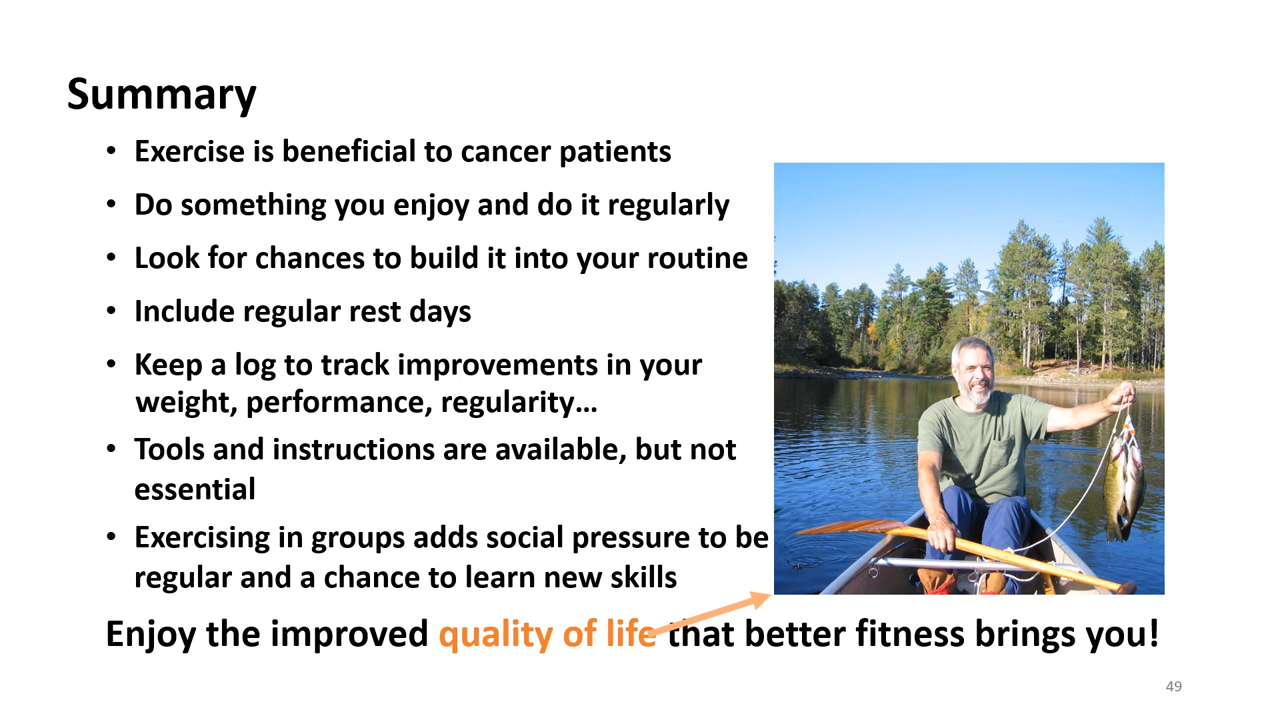 Summary
• Exercise is beneficial to cancer patients
• Do something you enjoy and do it regularly
• Look for chances to build it into your routine
• Include regular rest days
• Keep a log to track improvements in your
weight, performance, regularity…
• Tools and instructions are available, but not
essential
• Exercising in groups adds social pressure to be
regular and a chance to learn new skills
Enjoy the improved quality of life that better fitness brings you!
49